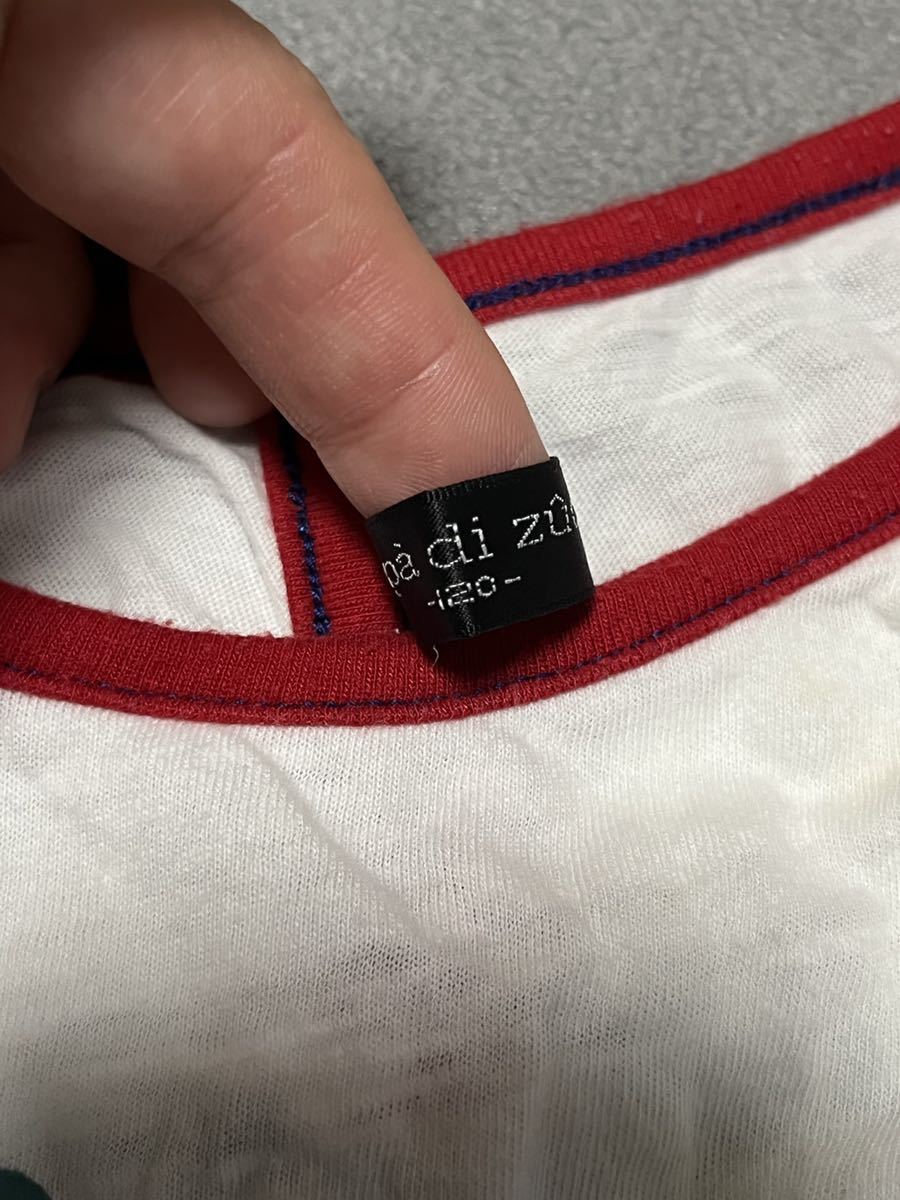 pà di zû
-120-